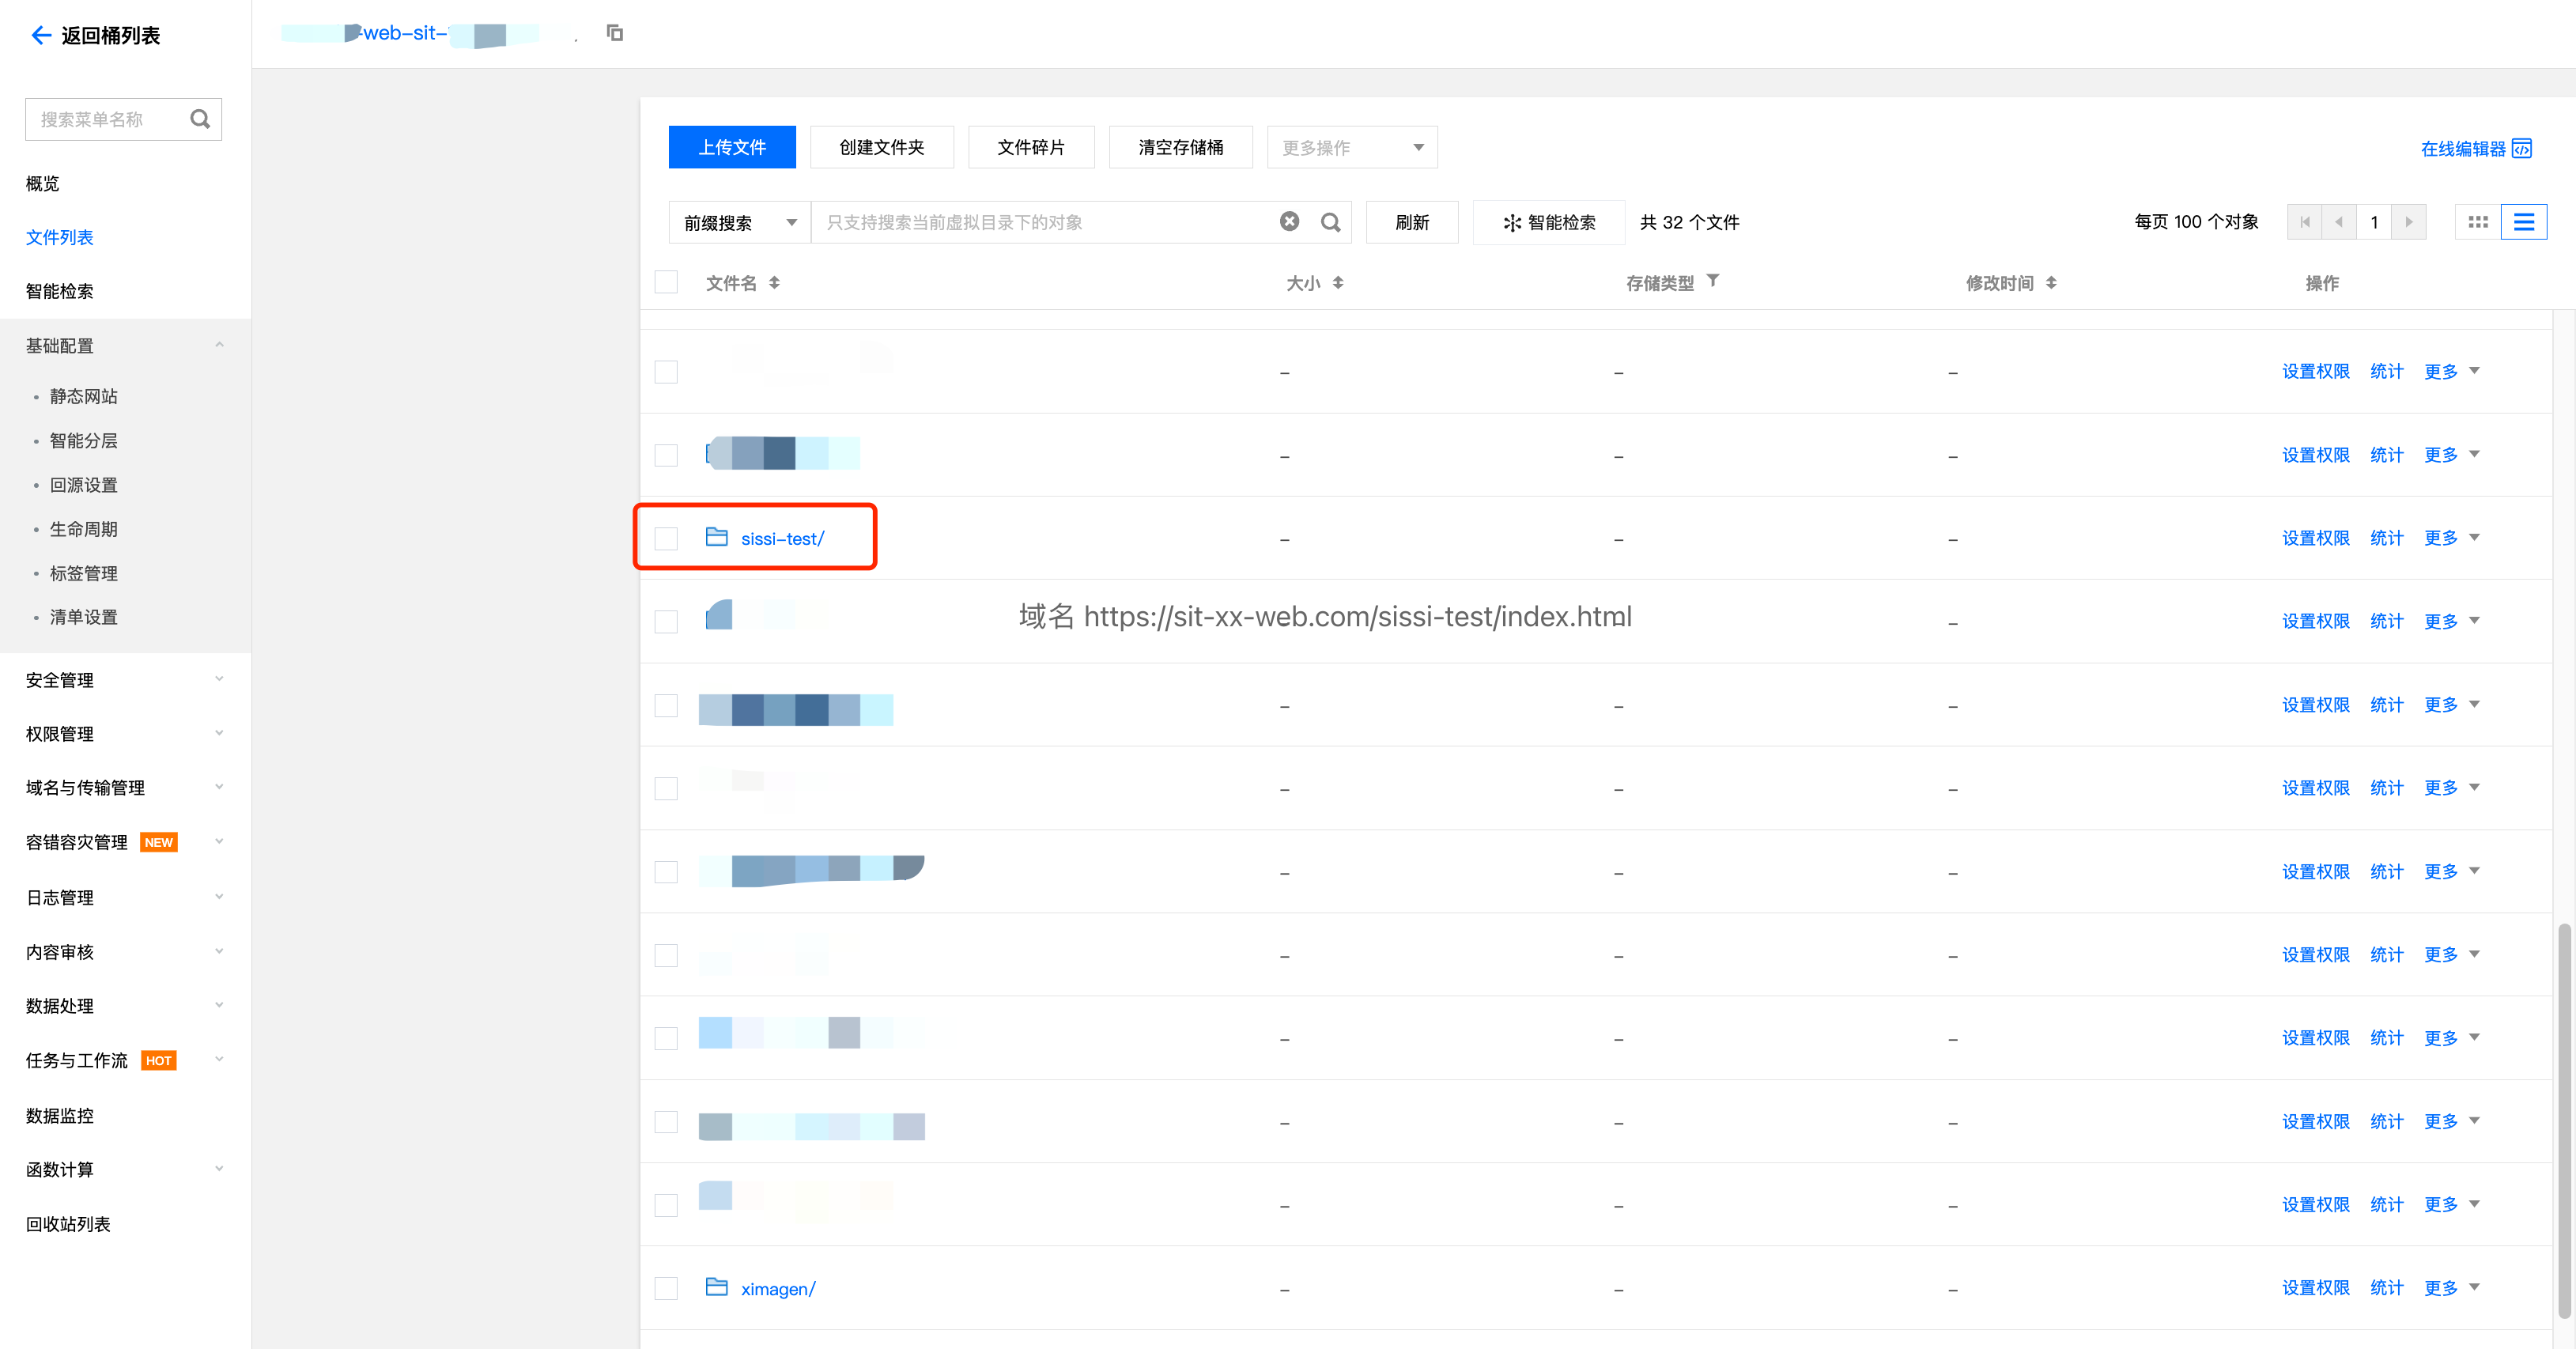 返回桶列表
-web-sit-
搜索菜单名称
概览
文件列表
智能检索
基础配置
静态网站
智能分层
回源设置
生命周期
标签管理
清单设置
安全管理
权限管理
域名与传输管理
容错容灾管理 NEW
日志管理
内容审核
数据处理
任务与工作流 HOT
数据监控
函数计算
回收站列表
上传文件 创建文件夹 文件碎片 清空存储桶 更多操作 在线编辑器
前缀搜索 只支持搜索当前虚拟目录下的对象 刷新 智能检索 共 32 个文件 每页 100 个对象 1
文件名 大小 存储类型 修改时间 操作
- - - 设置权限 统计 更多
- - - 设置权限 统计 更多
sissi-test/ - - - 设置权限 统计 更多
域名 https://sit-xx-web.com/sissi-test/index.html - 设置权限 统计 更多
- - - 设置权限 统计 更多
- - - 设置权限 统计 更多
- - - 设置权限 统计 更多
- - - 设置权限 统计 更多
- - - 设置权限 统计 更多
- - - 设置权限 统计 更多
- - - 设置权限 统计 更多
ximagen/ - - - 设置权限 统计 更多